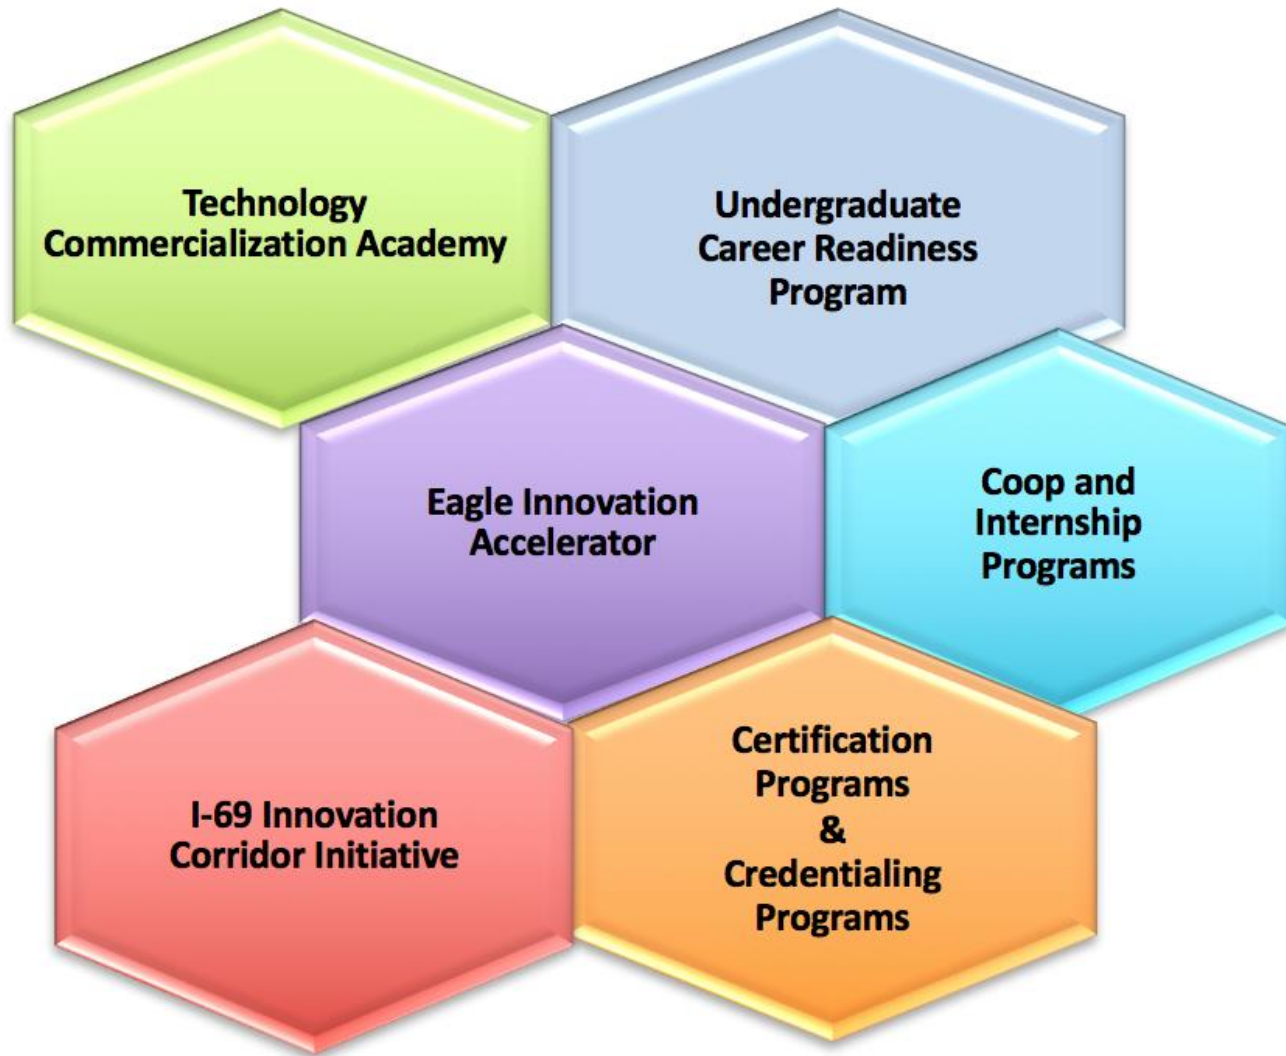 Technology
Commercialization Academy
Undergraduate
Career Readiness
Program
Eagle Innovation
Accelerator
Coop and
Internship
Programs
I-69 Innovation
Corridor Initiative
Certification
Programs
&
Credentialing
Programs